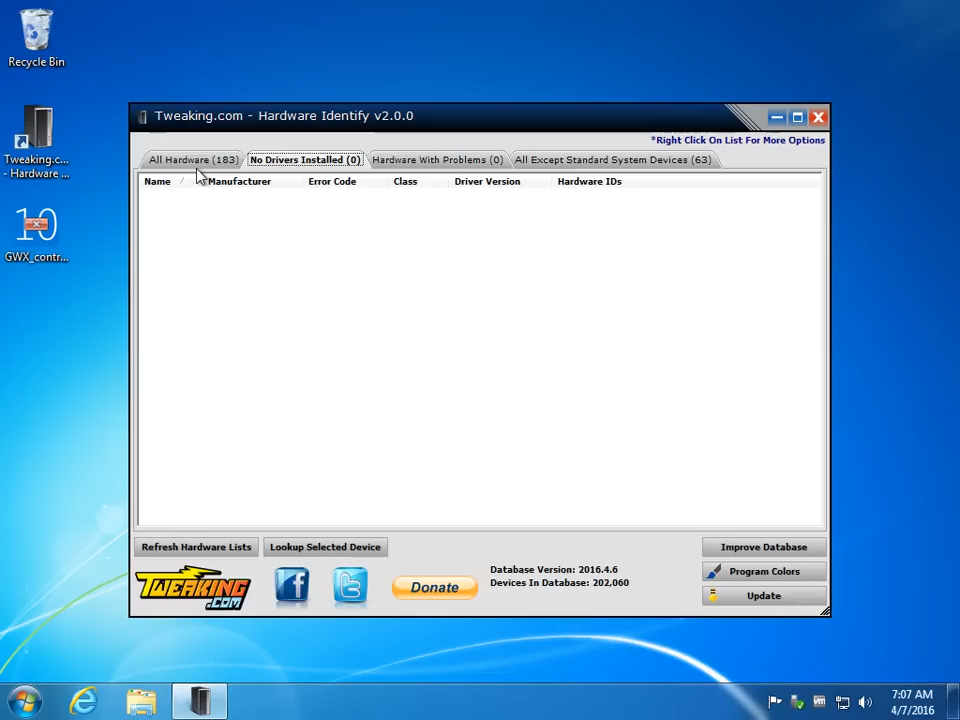 Recycle Bin
Tweaking.c...
- Hardware ...
10
GWX_contr...
Tweaking.com - Hardware Identify v2.0.0
*Right Click On List For More Options
All Hardware (183) No Drivers Installed (0) Hardware With Problems (0) All Except Standard System Devices (63)
Name Manufacturer Error Code Class Driver Version Hardware IDs
Refresh Hardware Lists Lookup Selected Device
Improve Database
TWEAKING
.COM
f
t
Donate
Database Version: 2016.4.6
Devices In Database: 202,060
Program Colors
Update
vm
7:07 AM
4/7/2016